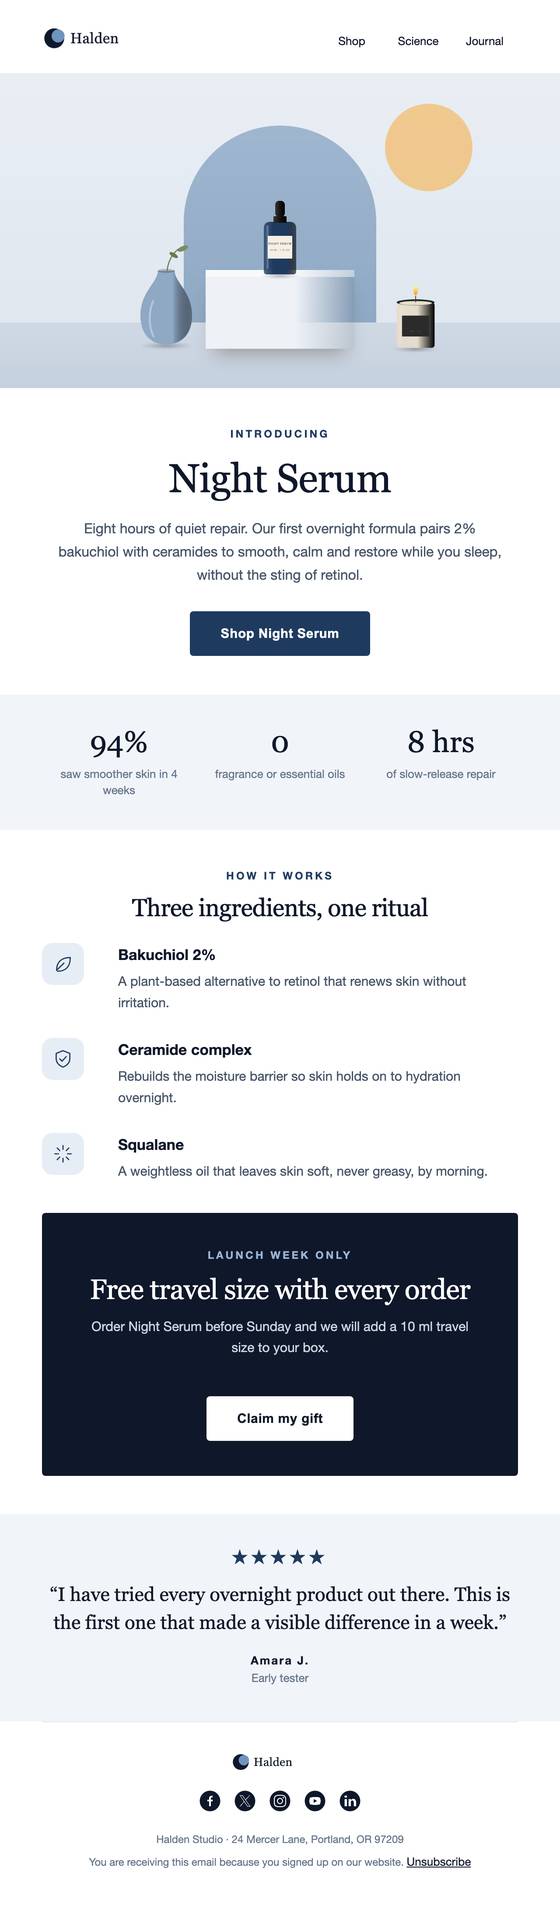 Halden
Shop Science Journal
NIGHT SERUM
INTRODUCING
Night Serum
Eight hours of quiet repair. Our first overnight formula pairs 2%
bakuchiol with ceramides to smooth, calm and restore while you sleep,
without the sting of retinol.
Shop Night Serum
94%
saw smoother skin in 4
weeks
0
fragrance or essential oils
8 hrs
of slow-release repair
HOW IT WORKS
Three ingredients, one ritual
Bakuchiol 2%
A plant-based alternative to retinol that renews skin without
irritation.
Ceramide complex
Rebuilds the moisture barrier so skin holds on to hydration
overnight.
Squalane
A weightless oil that leaves skin soft, never greasy, by morning.
LAUNCH WEEK ONLY
Free travel size with every order
Order Night Serum before Sunday and we will add a 10 ml travel
size to your box.
Claim my gift
★★★★★
“I have tried every overnight product out there. This is
the first one that made a visible difference in a week.”
Amara J.
Early tester
Halden
Halden Studio · 24 Mercer Lane, Portland, OR 97209
You are receiving this email because you signed up on our website. Unsubscribe